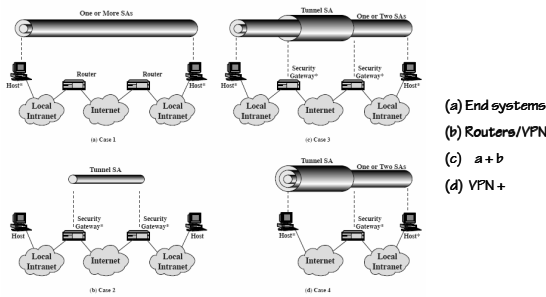 One or More SAs
Host*
Router
Router
Host*
Local
Intranet
Internet
Local
Intranet
(a) Case 1
Tunnel SA
One or Two SAs
Host*
Security
Gateway*
Security
Gateway*
Host*
Local
Intranet
Internet
Local
Intranet
(c) Case 3
Tunnel SA
Host
Security
Gateway*
Security
Gateway*
Host
Local
Intranet
Internet
Local
Intranet
(b) Case 2
Tunnel SA
One or Two SAs
Host*
Security
Gateway*
Host*
Internet
Local
Intranet
(d) Case 4
(a) End systems
(b) Routers/VPN
(c) a + b
(d) VPN +